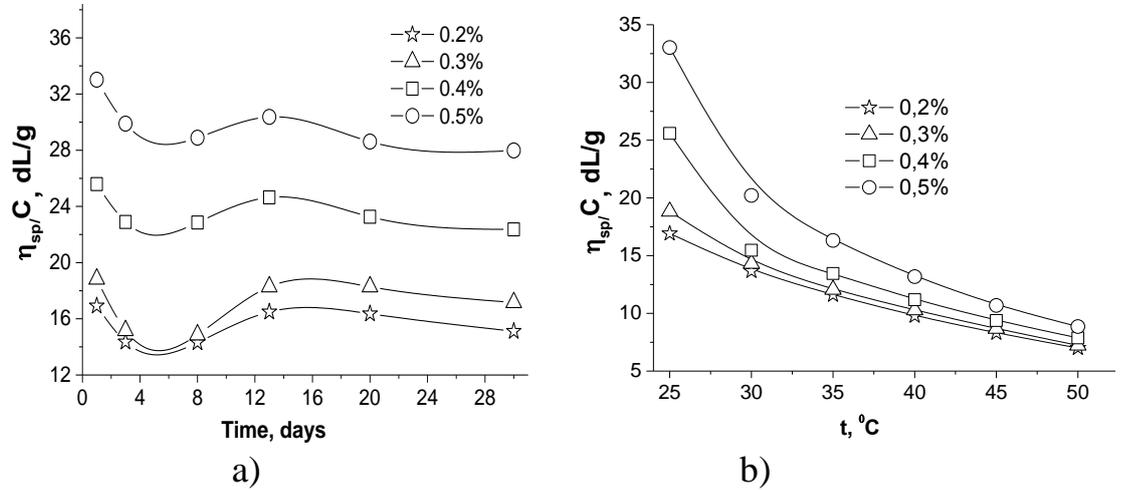 36
32
28
24
20
16
12
0 4 8 12 16 20 24 28
ηsp/C, dL/g
Time, days
0.2%
0.3%
0.4%
0.5%
a)
35
30
25
20
15
10
5
25 30 35 40 45 50
ηsp/C, dL/g
t, ⁰C
0,2%
0,3%
0,4%
0,5%
b)